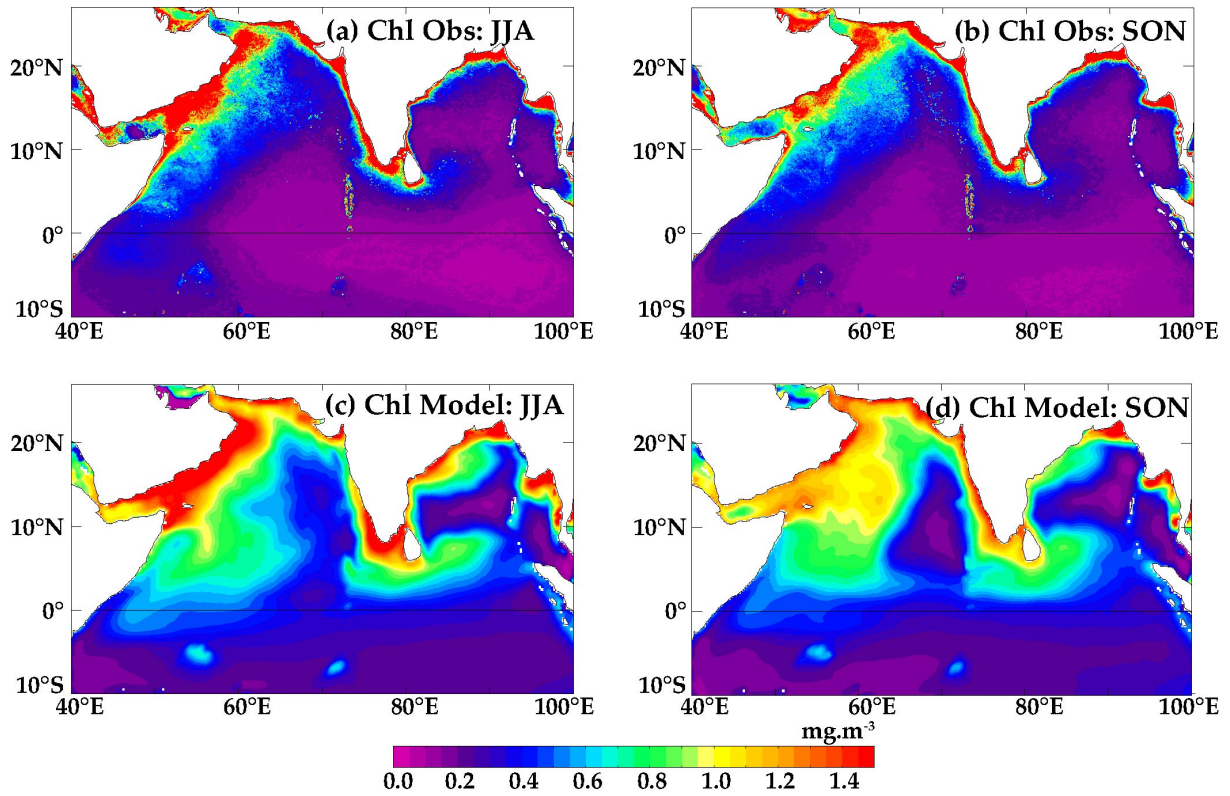 (a) Chl Obs: JJA
(b) Chl Obs: SON
20°N
20°N
10°N
10°N
0°
0°
10°S
10°S
40°E 60°E 80°E 100°E
40°E 60°E 80°E 100°E
(c) Chl Model: JJA
(d) Chl Model: SON
20°N
20°N
10°N
10°N
0°
0°
10°S
10°S
40°E 60°E 80°E 100°E
40°E 60°E 80°E 100°E
mg.m⁻³
0.0 0.2 0.4 0.6 0.8 1.0 1.2 1.4